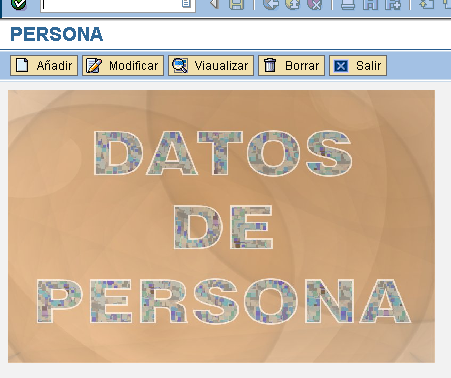 PERSONA
Añadir Modificar Viaualizar Borrar Salir
DATOS
DE
PERSONA